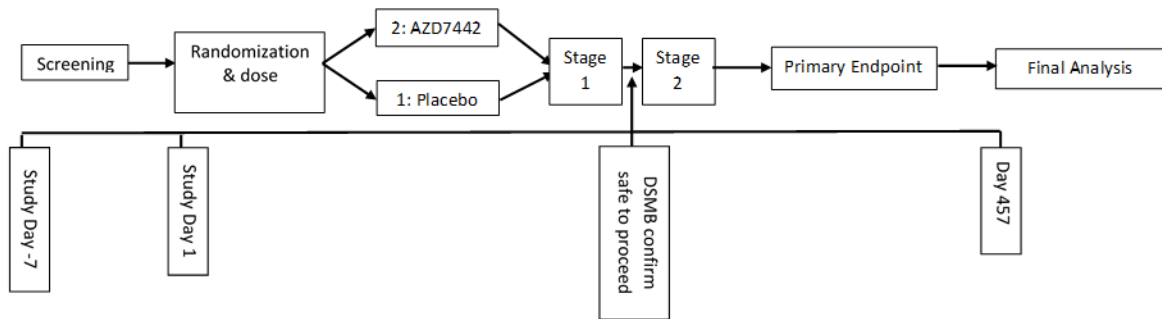 Screening
Randomization
& dose
2: AZD7442
1: Placebo
Stage
1
Stage
2
Primary Endpoint
Final Analysis
Study Day -7
Study Day 1
DSMB confirm
safe to proceed
Day 457